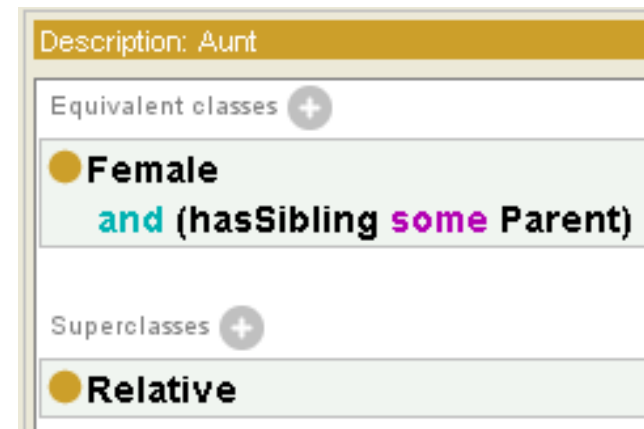 Description: Aunt
Equivalent classes
Female
and (hasSibling some Parent)
Superclasses
Relative